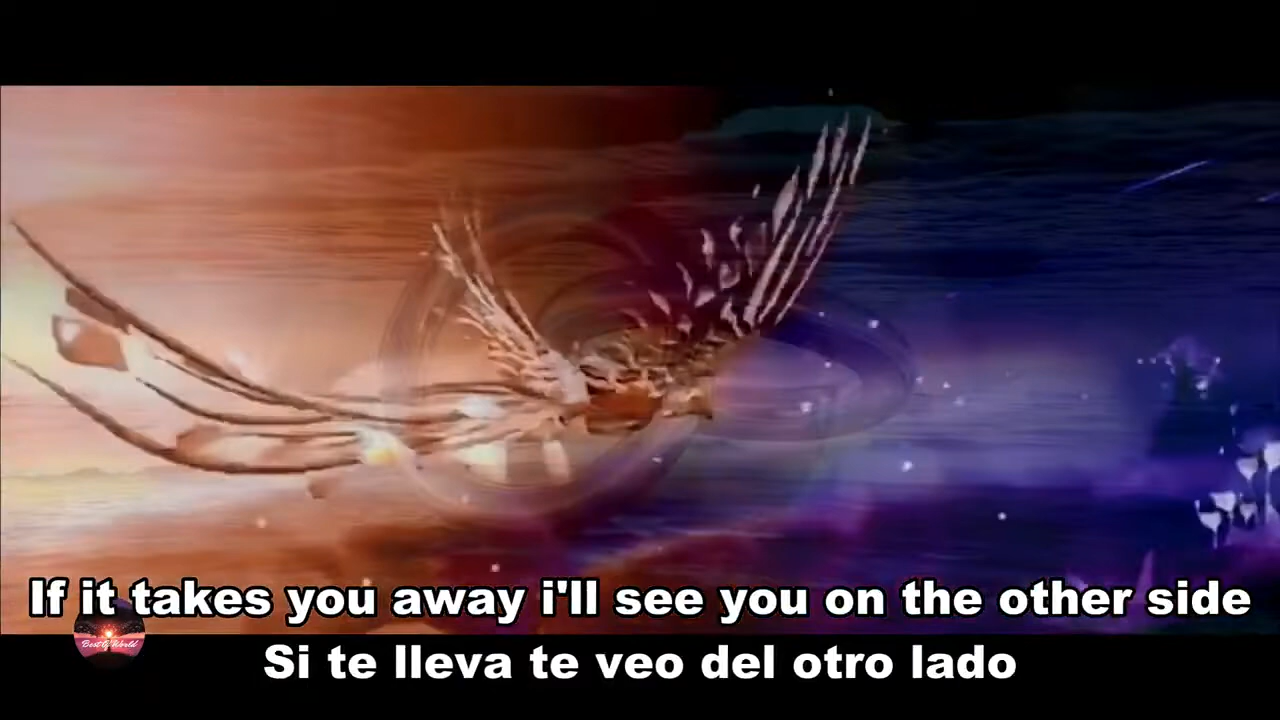 If it takes you away i'll see you on the other side
BestofWorld
Si te lleva te veo del otro lado